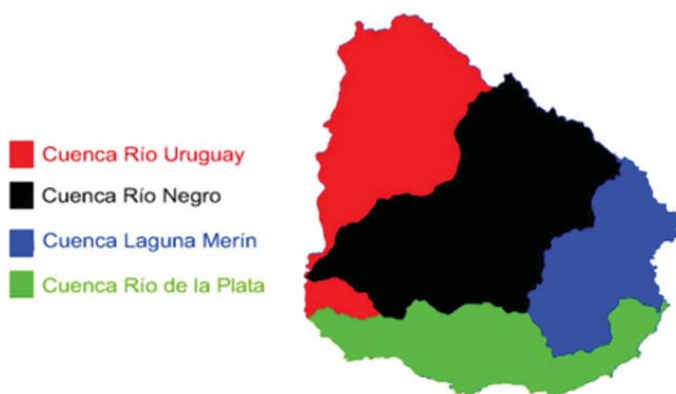 Cuenca Río Uruguay
Cuenca Río Negro
Cuenca Laguna Merín
Cuenca Río de la Plata